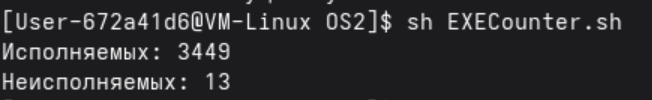 [User-672a41d6@VM-Linux OS2]$ sh EXECounter.sh
Исполняемых: 3449
Неисполняемых: 13